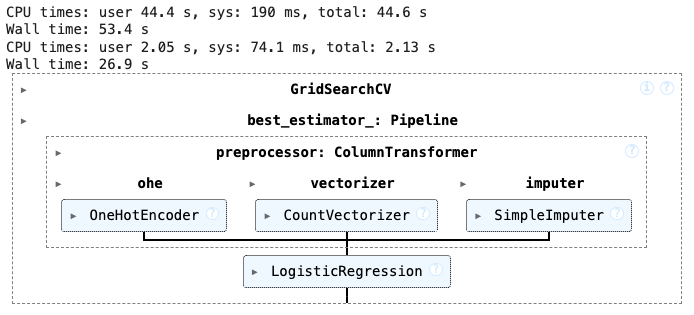 CPU times: user 44.4 s, sys: 190 ms, total: 44.6 s
Wall time: 53.4 s
CPU times: user 2.05 s, sys: 74.1 ms, total: 2.13 s
Wall time: 26.9 s
▸ GridSearchCV i ?
▸ best_estimator_: Pipeline
▸ preprocessor: ColumnTransformer ?
▸ ohe ▸ vectorizer ▸ imputer
▸ OneHotEncoder ? ▸ CountVectorizer ? ▸ SimpleImputer ?
▸ LogisticRegression ?